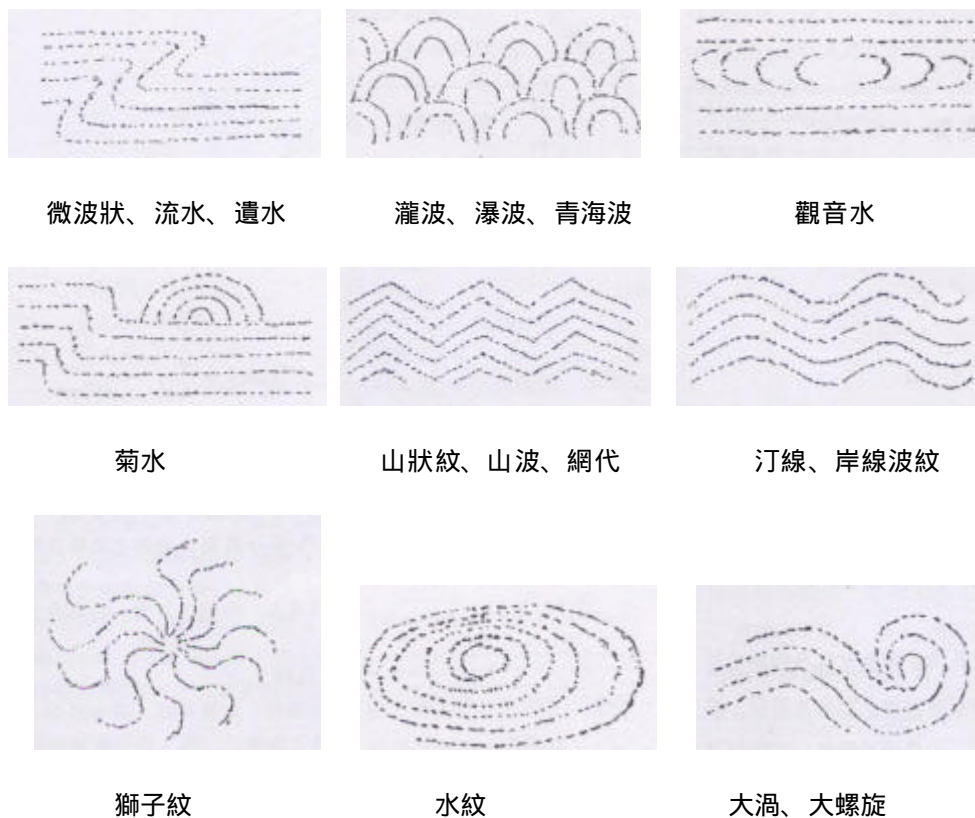 微波狀、流水、遺水
瀧波、瀑波、青海波
觀音水
菊水
山狀紋、山波、網代
汀線、岸線波紋
獅子紋
水紋
大渦、大螺旋